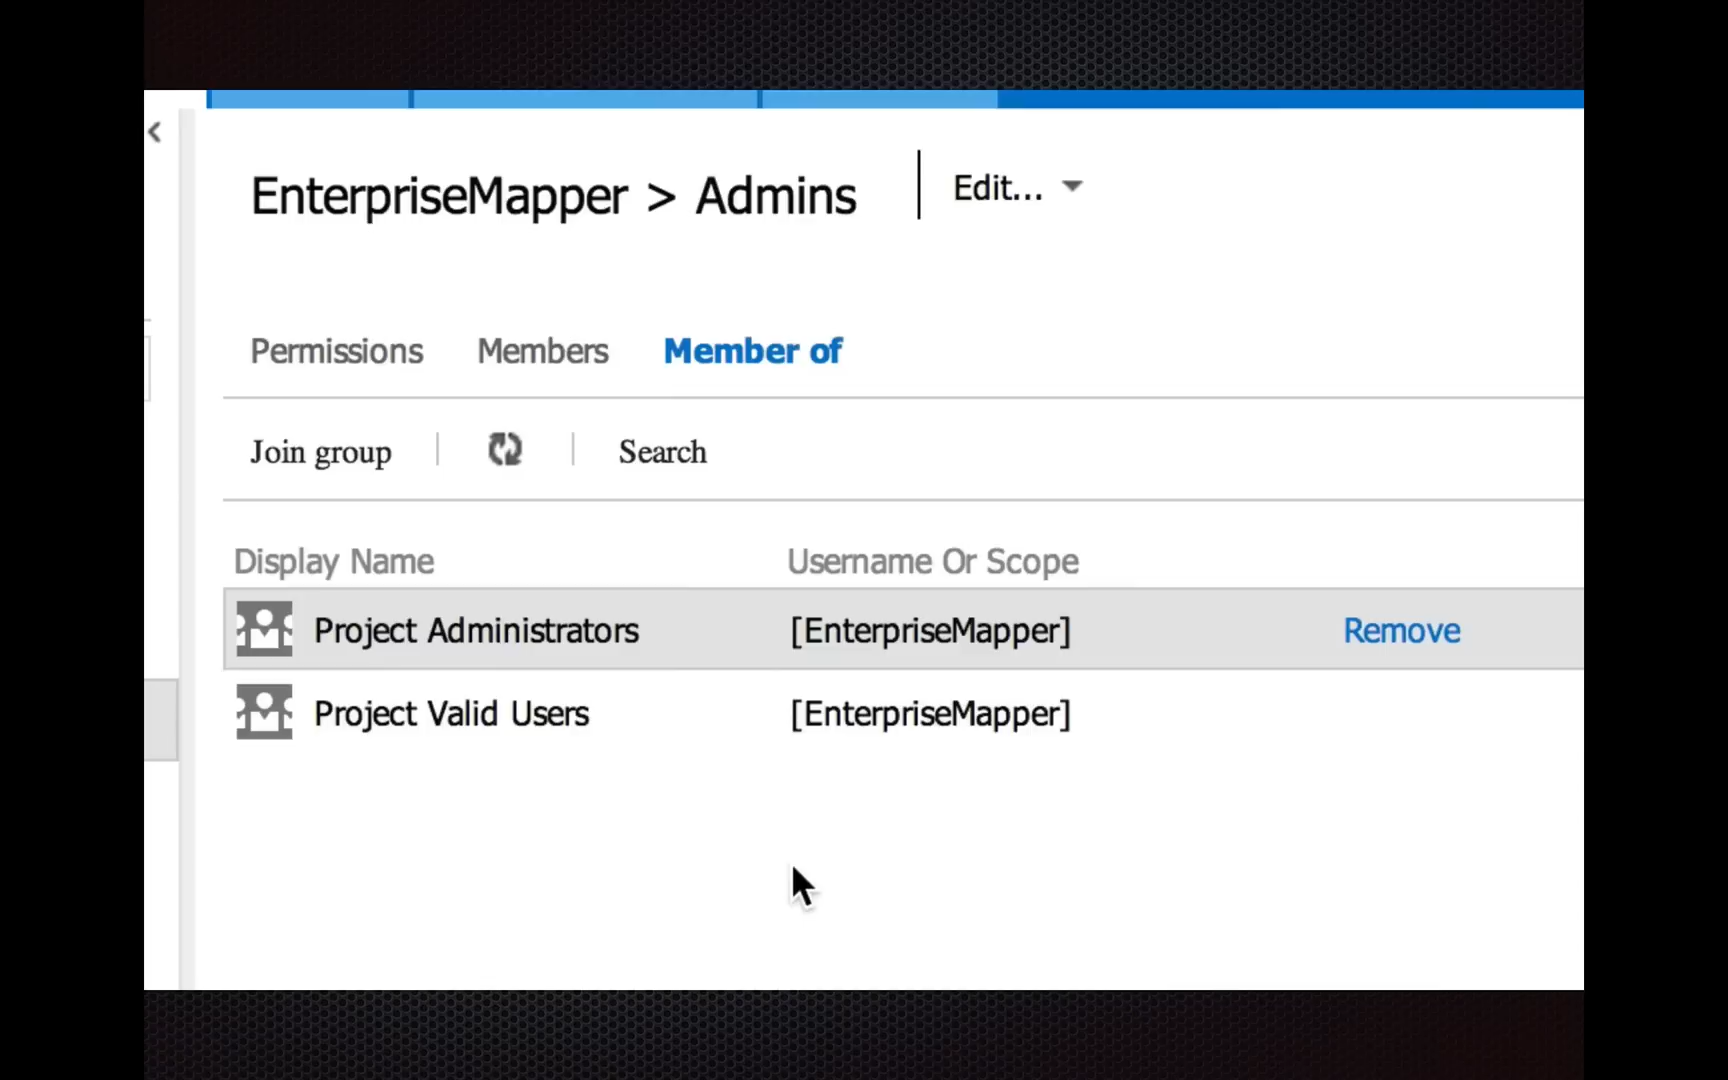 EnterpriseMapper > Admins
Edit...
Permissions Members Member of
Join group Search
Display Name Username Or Scope
Project Administrators [EnterpriseMapper] Remove
Project Valid Users [EnterpriseMapper]